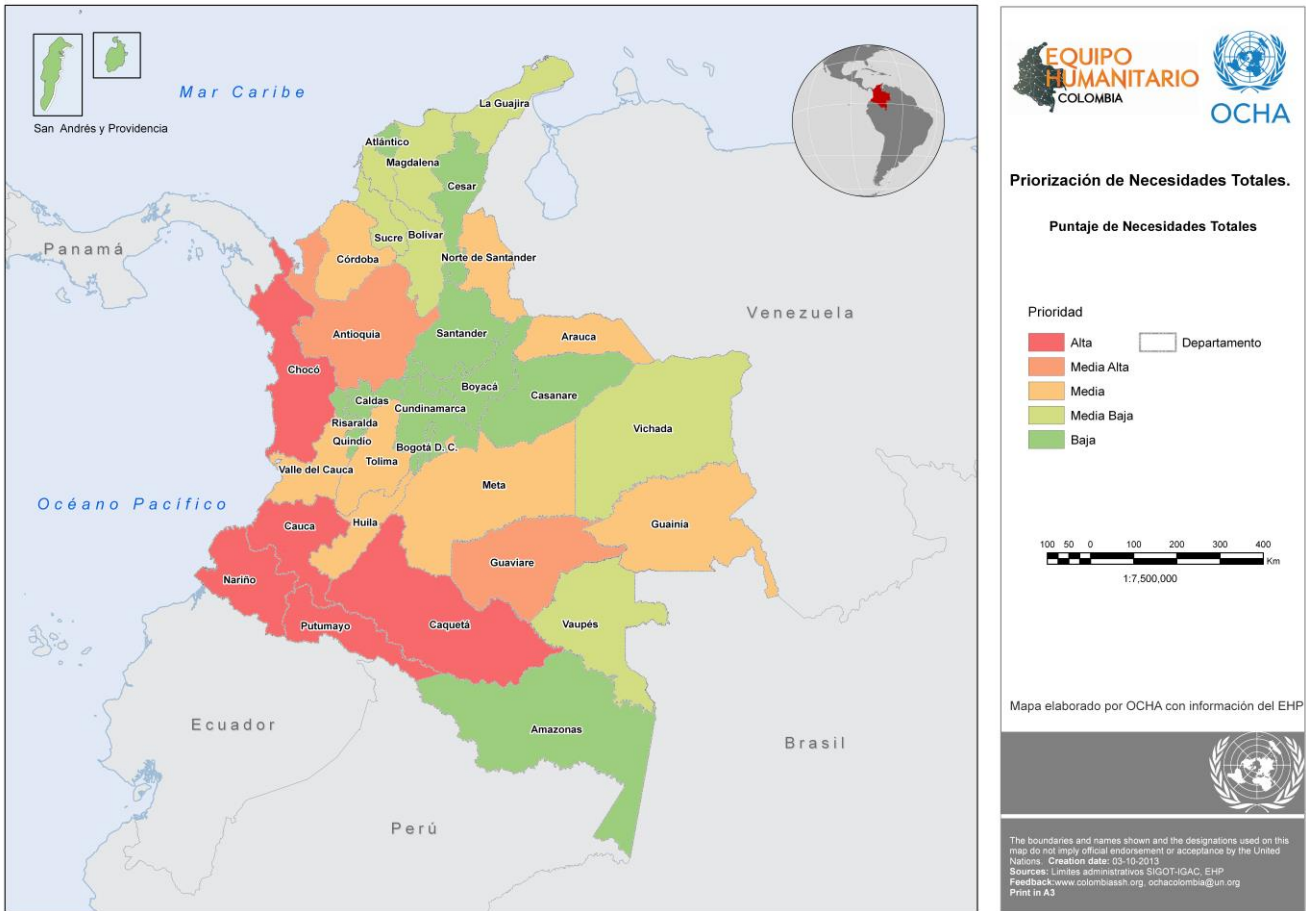 Mar Caribe
San Andrés y Providencia
La Guajira
Atlántico
Magdalena
Cesar
Sucre
Bolívar
Panamá
Córdoba
Norte de Santander
Venezuela
Antioquia
Santander
Arauca
Chocó
Boyacá
Caldas
Casanare
Cundinamarca
Risaralda
Vichada
Quindio
Bogotá D. C.
Tolima
Valle del Cauca
Meta
Océano Pacífico
Cauca
Huila
Guainía
Guaviare
Nariño
Putumayo
Caquetá
Vaupés
Ecuador
Amazonas
Brasil
Perú
EQUIPO
HUMANITARIO
COLOMBIA
OCHA
Priorización de Necesidades Totales.
Puntaje de Necesidades Totales
Prioridad
Alta
Departamento
Media Alta
Media
Media Baja
Baja
100 50 0 100 200 300 400
Km
1:7,500,000
Mapa elaborado por OCHA con información del EHP
The boundaries and names shown and the designations used on this
map do not imply official endorsement or acceptance by the United
Nations. Creation date: 03-10-2013
Sources: Limites administrativos SIGOT-IGAC, EHP
Feedback:www.colombiassh.org, ochacolombia@un.org
Print in A3